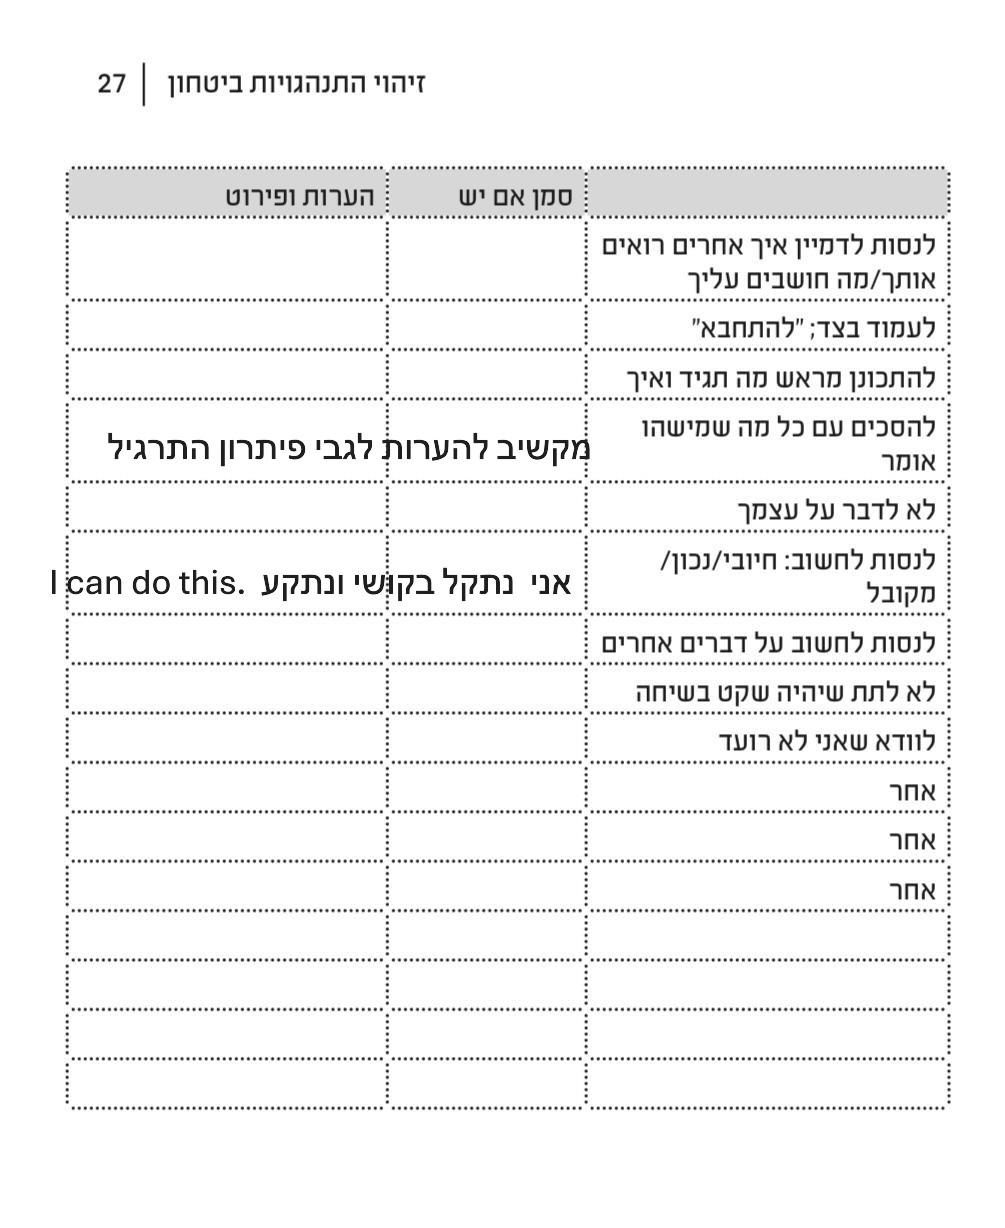 זיהוי התנהגויות ביטחון | 27
סמן אם יש הערות ופירוט
לנסות לדמיין איך אחרים רואים
אותך/מה חושבים עליך
לעמוד בצד; "להתחבא"
להתכונן מראש מה תגיד ואיך
להסכים עם כל מה שמישהו
אומר
מקשיב להערות לגבי פיתרון התרגיל
לא לדבר על עצמך
לנסות לחשוב: חיובי/נכון/
מקובל
אני נתקל בקושי ונתקע I can do this.
לנסות לחשוב על דברים אחרים
לא לתת שיהיה שקט בשיחה
לוודא שאני לא רועד
אחר
אחר
אחר